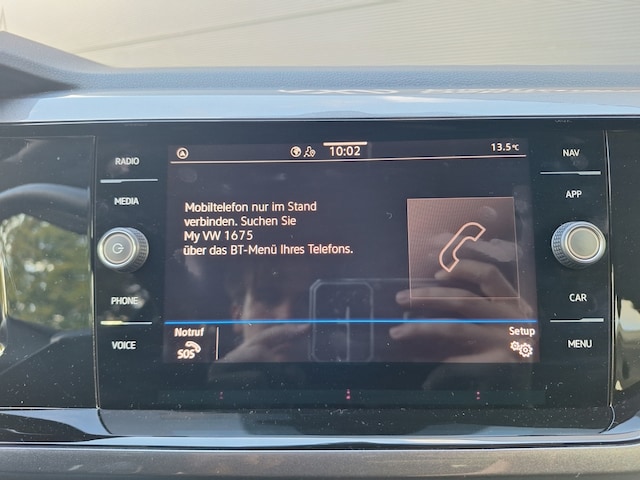 RADIO
MEDIA
PHONE
VOICE
10:02
13.5°C
Mobiltelefon nur im Stand
verbinden. Suchen Sie
My VW 1675
über das BT-Menü Ihres Telefons.
Notruf
SOS
Setup
NAV
APP
CAR
MENU